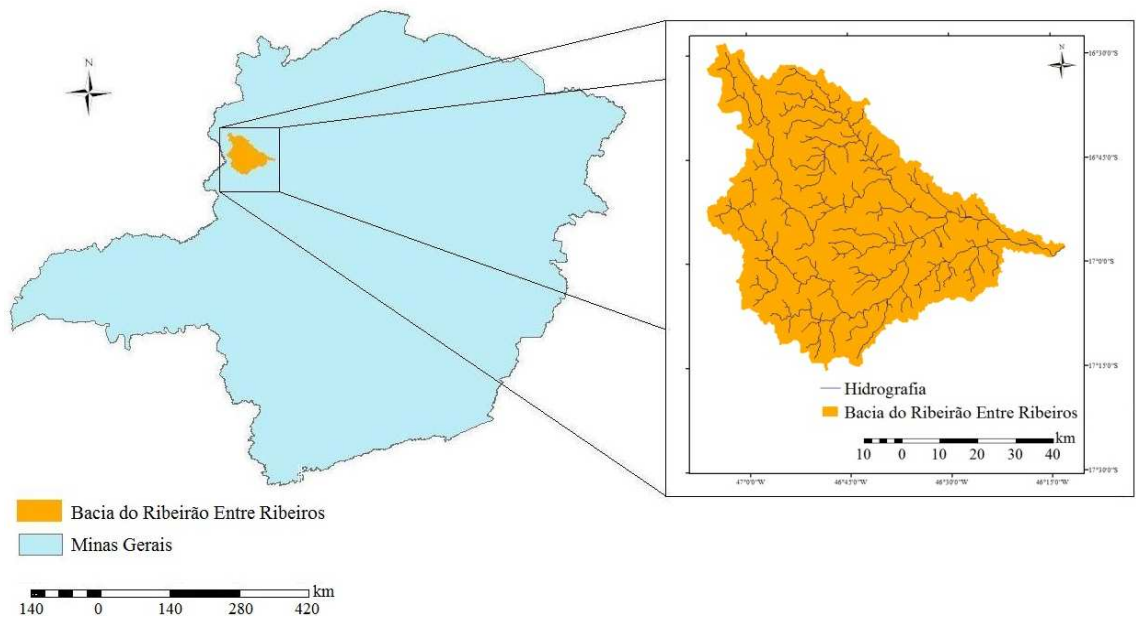 N
N
16°30'0"S
16°45'0"S
17°0'0"S
17°15'0"S
17°30'0"S
Hidrografia
Bacia do Ribeirão Entre Ribeiros
km
10 0 10 20 30 40
47°0'0"W 46°45'0"W 46°30'0"W 46°15'0"W
Bacia do Ribeirão Entre Ribeiros
Minas Gerais
km
140 0 140 280 420